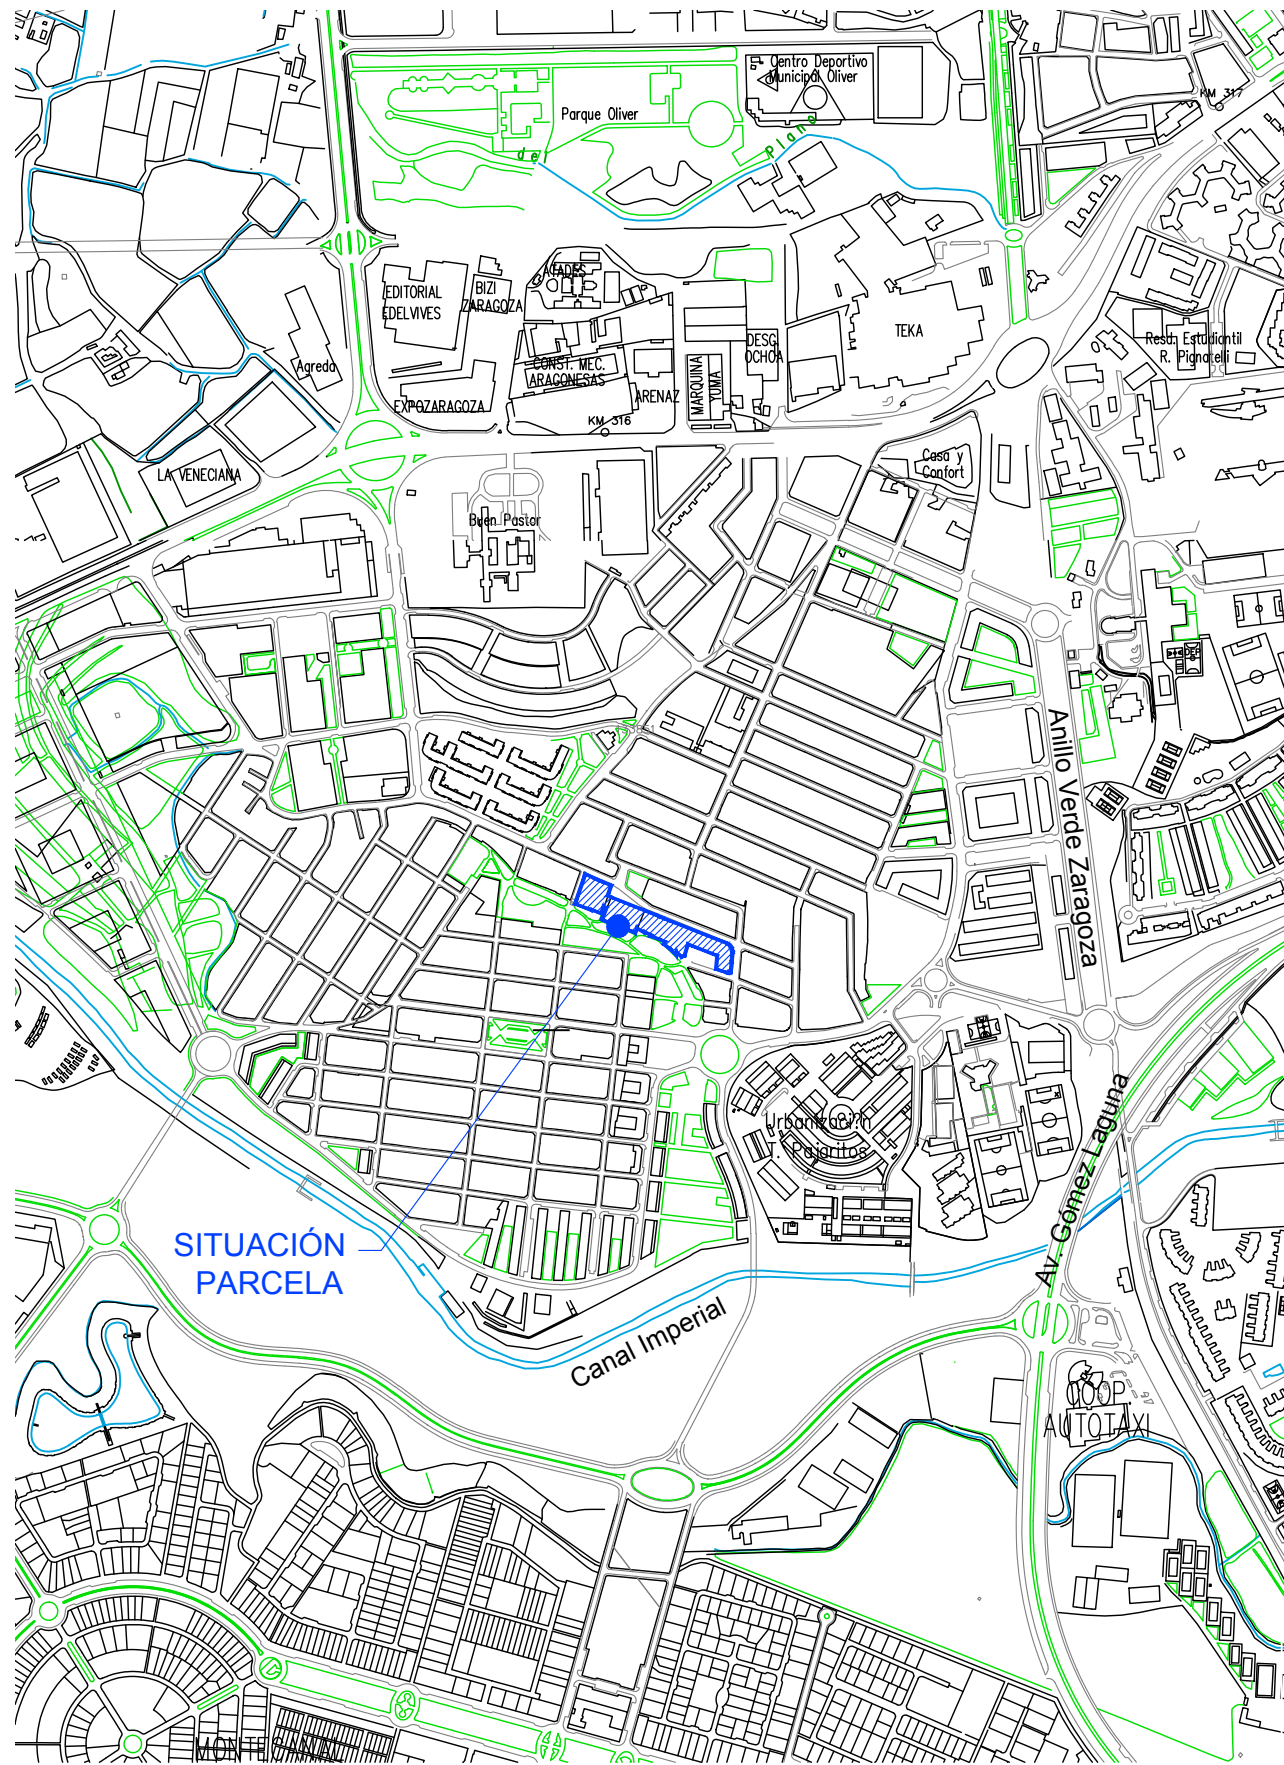 Centro Deportivo
Municipal Oliver
KM 317
Parque Oliver
del
Plano
ATADES
EDITORIAL
EDELVIVES
BIZI
ZARAGOZA
TEKA
DESG.
OCHOA
Resd. Estudiantil
R. Pignatelli
Agreda
CONST. MEC.
ARAGONESAS
MARQUINA
YUMA
ARENAZ
EXPOZARAGOZA
KM 316
Casa y
Confort
LA VENECIANA
Buen Pastor
DEP
Anillo Verde Zaragoza
Urbanizaci?n
T. Pajaritos
Av. Gómez Laguna
SITUACIÓN
PARCELA
Canal Imperial
COOP.
AUTOTAXI
MONTECANAL